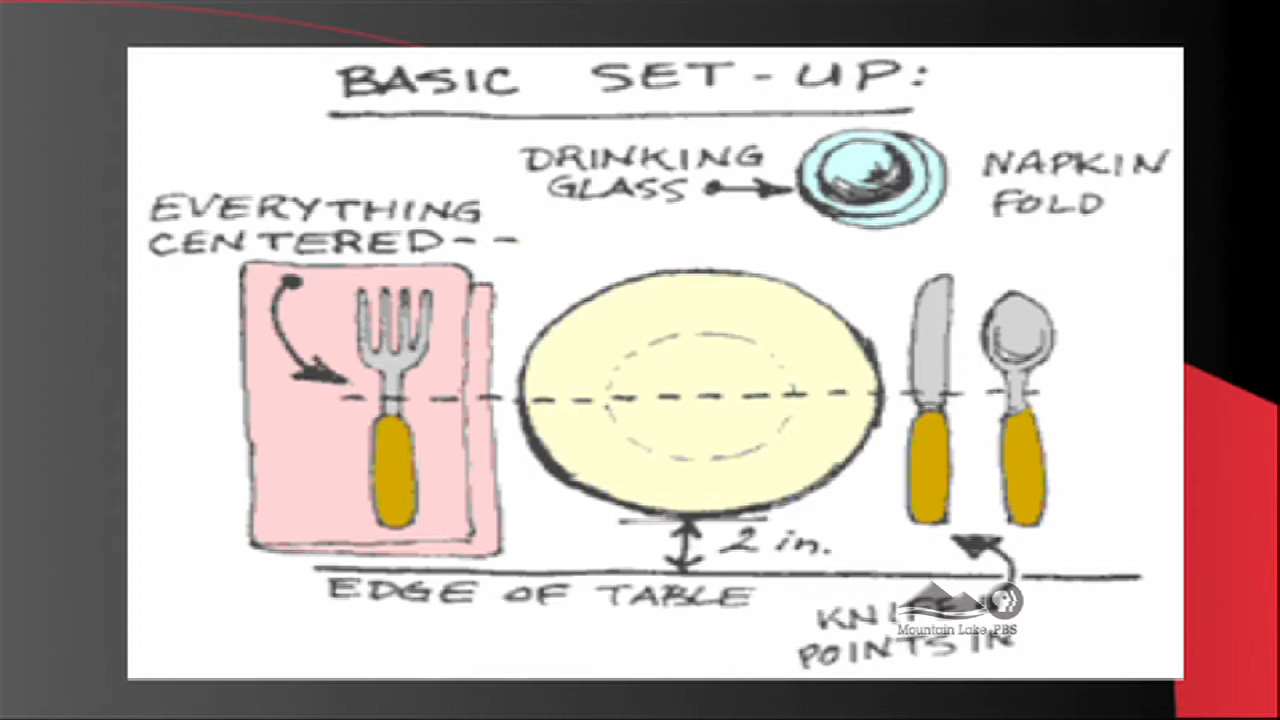 BASIC SET-UP:
DRINKING
GLASS
NAPKIN
FOLD
EVERYTHING
CENTERED--
2 in.
EDGE OF TABLE
KNIFE
POINTS IN
Mountain Lake PBS